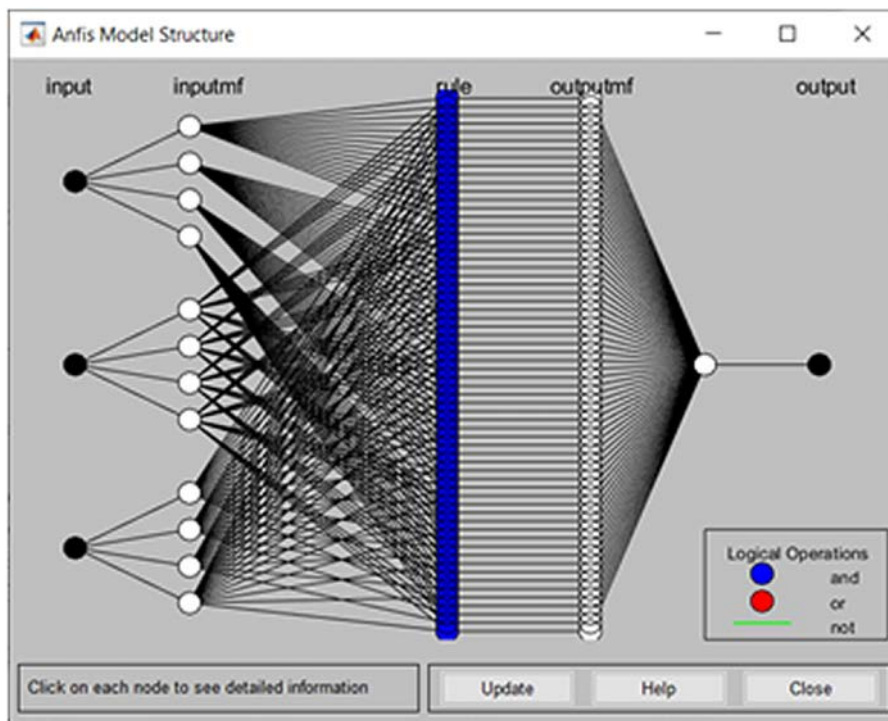 Anfis Model Structure
input inputmf rule outputmf output
Logical Operations
and
or
not
Click on each node to see detailed information
Update Help Close